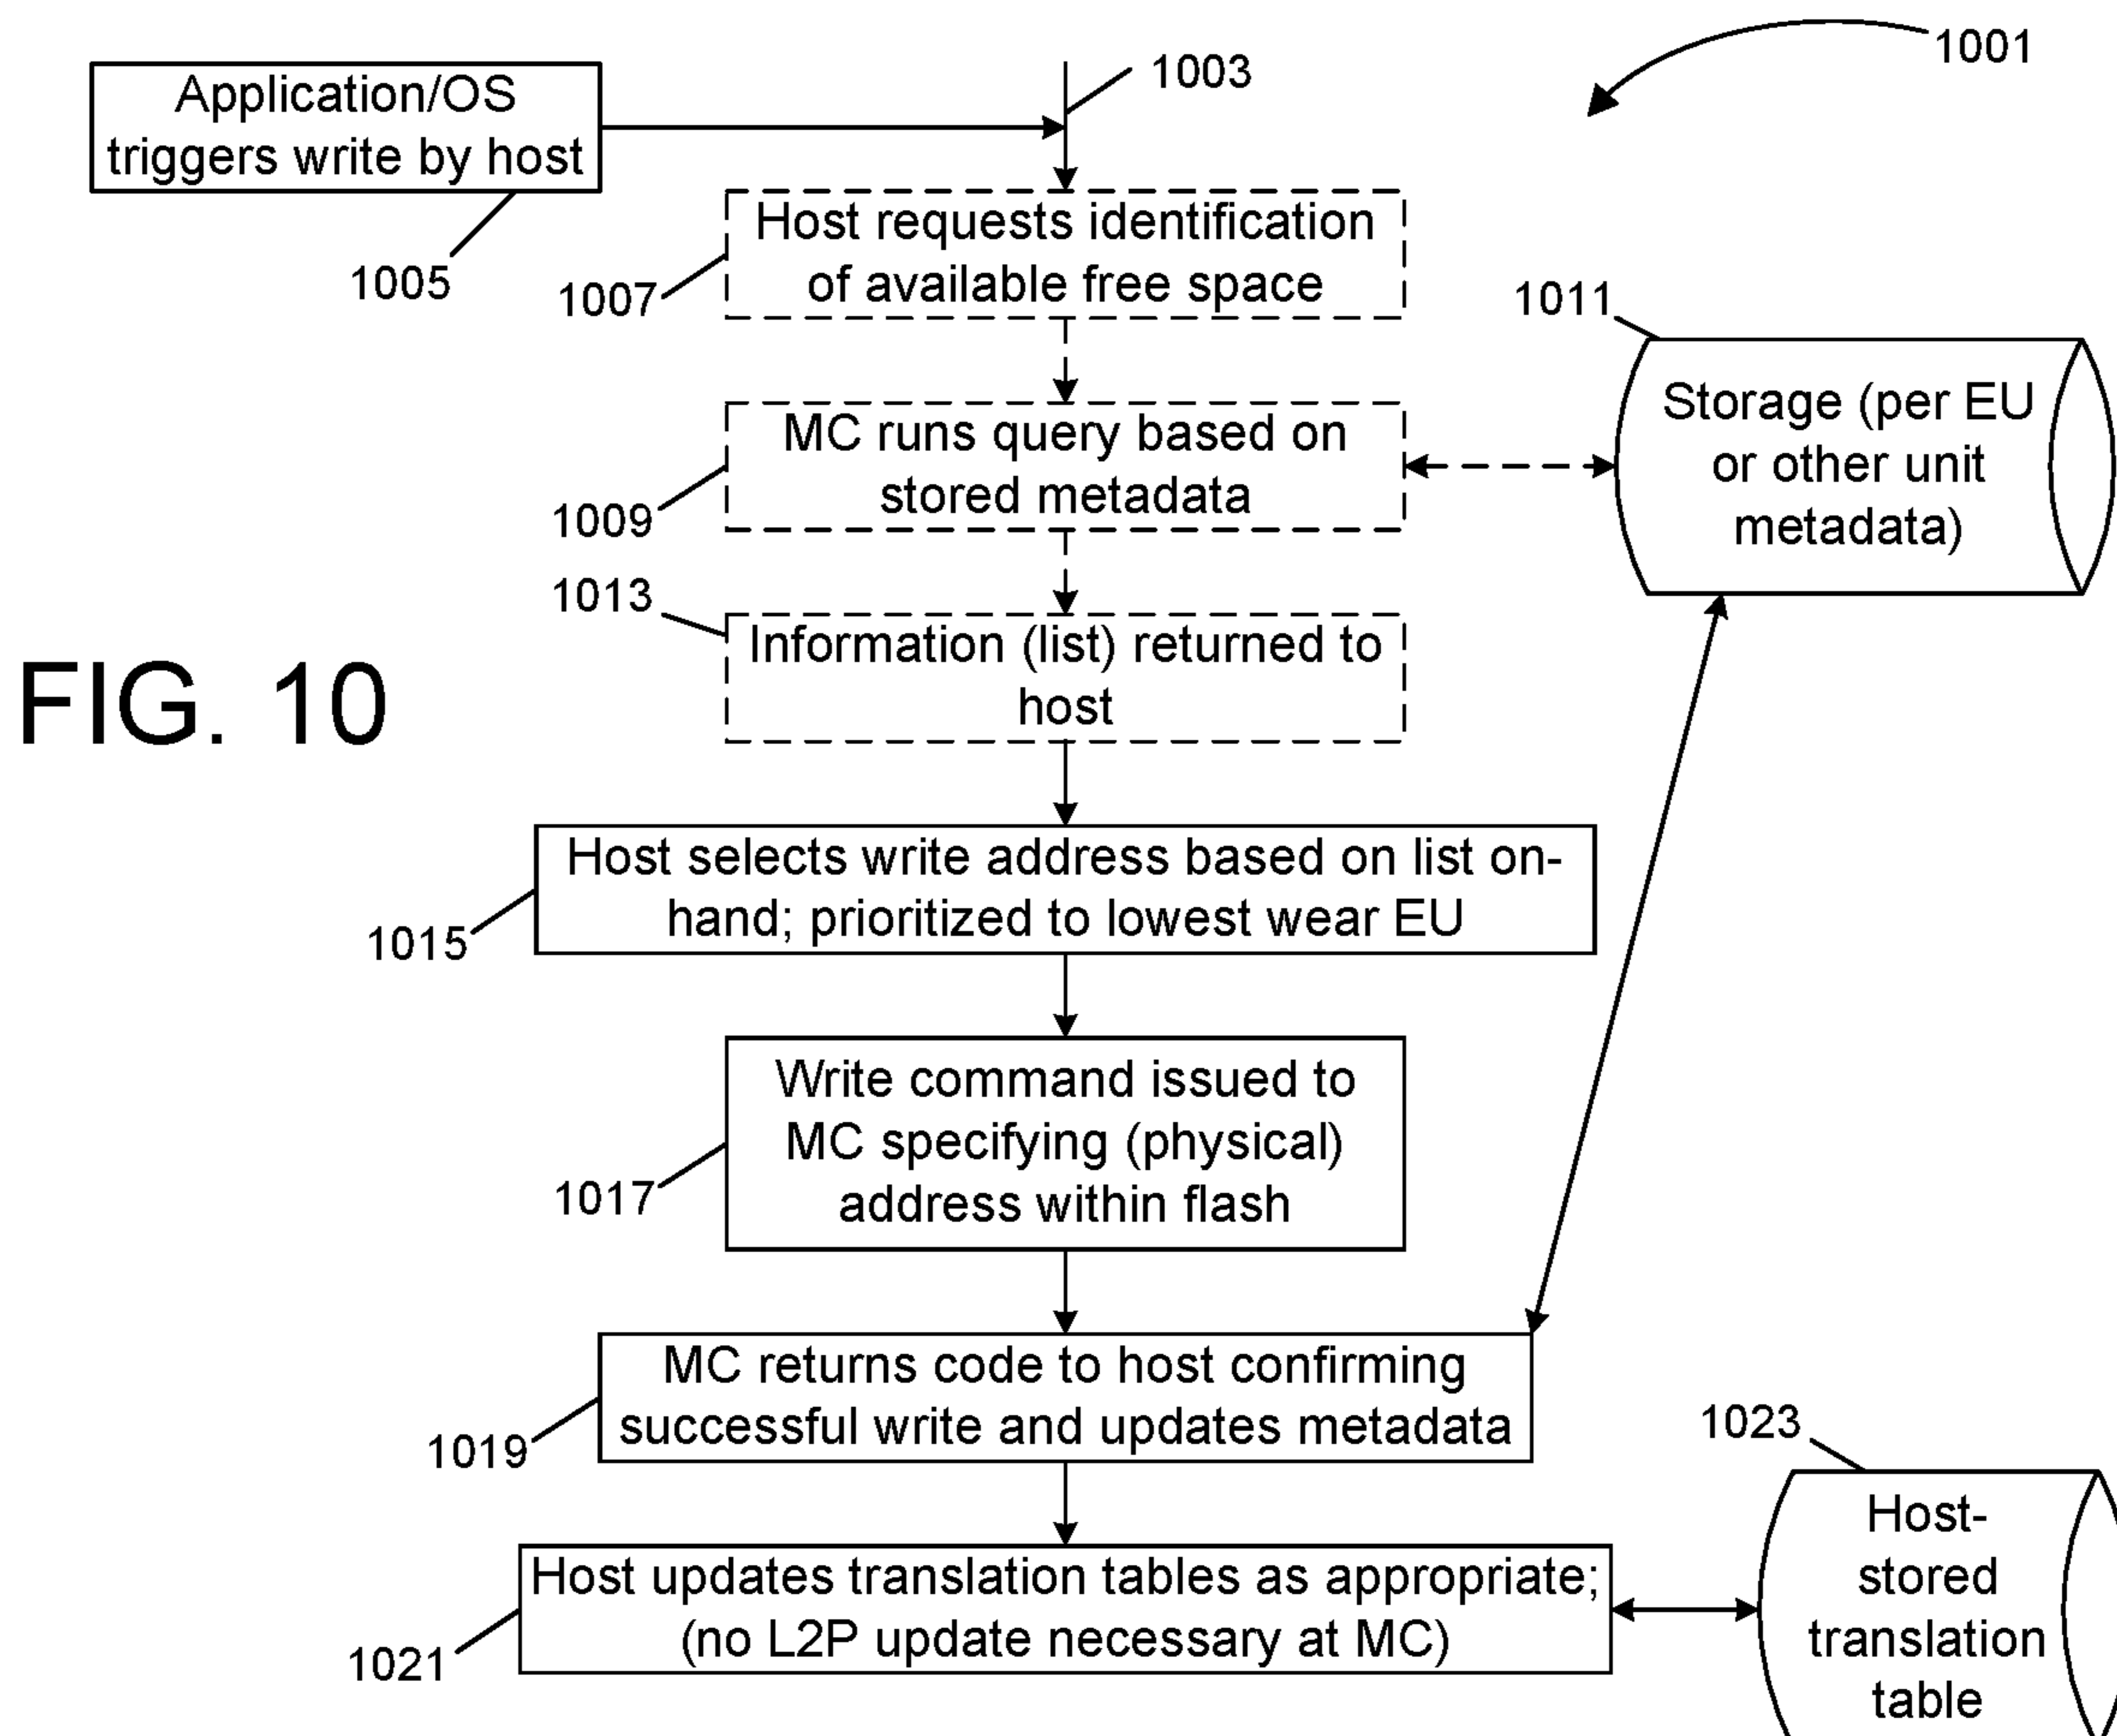 1001
1003
Application/OS
triggers write by host
1005
Host requests identification
of available free space
1007
1011
Storage (per EU
or other unit
metadata)
MC runs query based on
stored metadata
1009
1013
Information (list) returned to
host
FIG. 10
Host selects write address based on list on-
hand; prioritized to lowest wear EU
1015
Write command issued to
MC specifying (physical)
address within flash
1017
MC returns code to host confirming
successful write and updates metadata
1019
1023
Host updates translation tables as appropriate;
(no L2P update necessary at MC)
1021
Host-
stored
translation
table